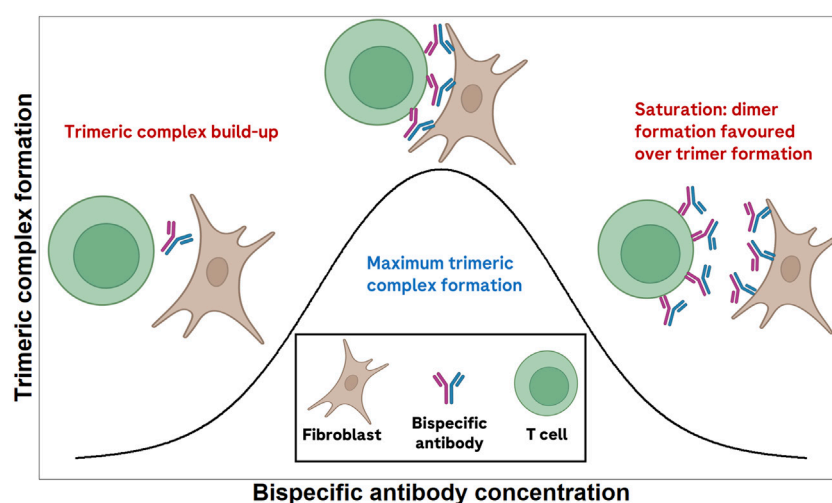 Trimeric complex formation
Trimeric complex build-up
Saturation: dimer
formation favoured
over trimer formation
Maximum trimeric
complex formation
Fibroblast
Bispecific
antibody
T cell
Bispecific antibody concentration